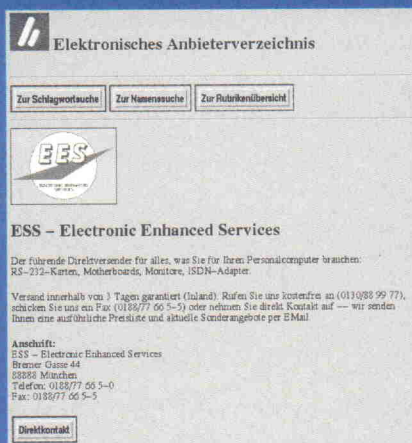 Elektronisches Anbieterverzeichnis
Zur Schlagwortsuche Zur Namenssuche Zur Rubrikenübersicht
EES
ESS – Electronic Enhanced Services
Der führende Direktversender für alles, was Sie für Ihren Personalcomputer brauchen:
RS-232-Karten, Motherboards, Monitore, ISDN-Adapter.
Versand innerhalb von 3 Tagen garantiert (Inland). Rufen Sie uns kostenfrei an (0130/88 99 77),
schicken Sie uns ein Fax (0188/77 66 5-5) oder nehmen Sie direkt Kontakt auf — wir senden
Ihnen eine ausführliche Preisliste und aktuelle Sonderangebote per EMail.
Anschrift:
ESS – Electronic Enhanced Services
Bremer Gasse 44
88888 München
Telefon: 0188/77 66 5-0
Fax: 0188/77 66 5-5
Direktkontakt